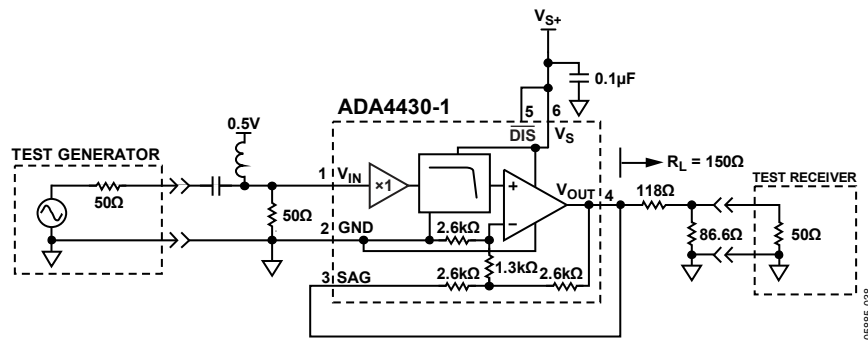 VS+
0.1µF
ADA4430-1
5
6
DIS
VS
0.5V
TEST GENERATOR
50Ω
1
VIN
×1
50Ω
2
GND
2.6kΩ
+
–
VOUT
4
RL = 150Ω
118Ω
TEST RECEIVER
86.6Ω
50Ω
1.3kΩ
3
SAG
2.6kΩ
2.6kΩ
05885-038